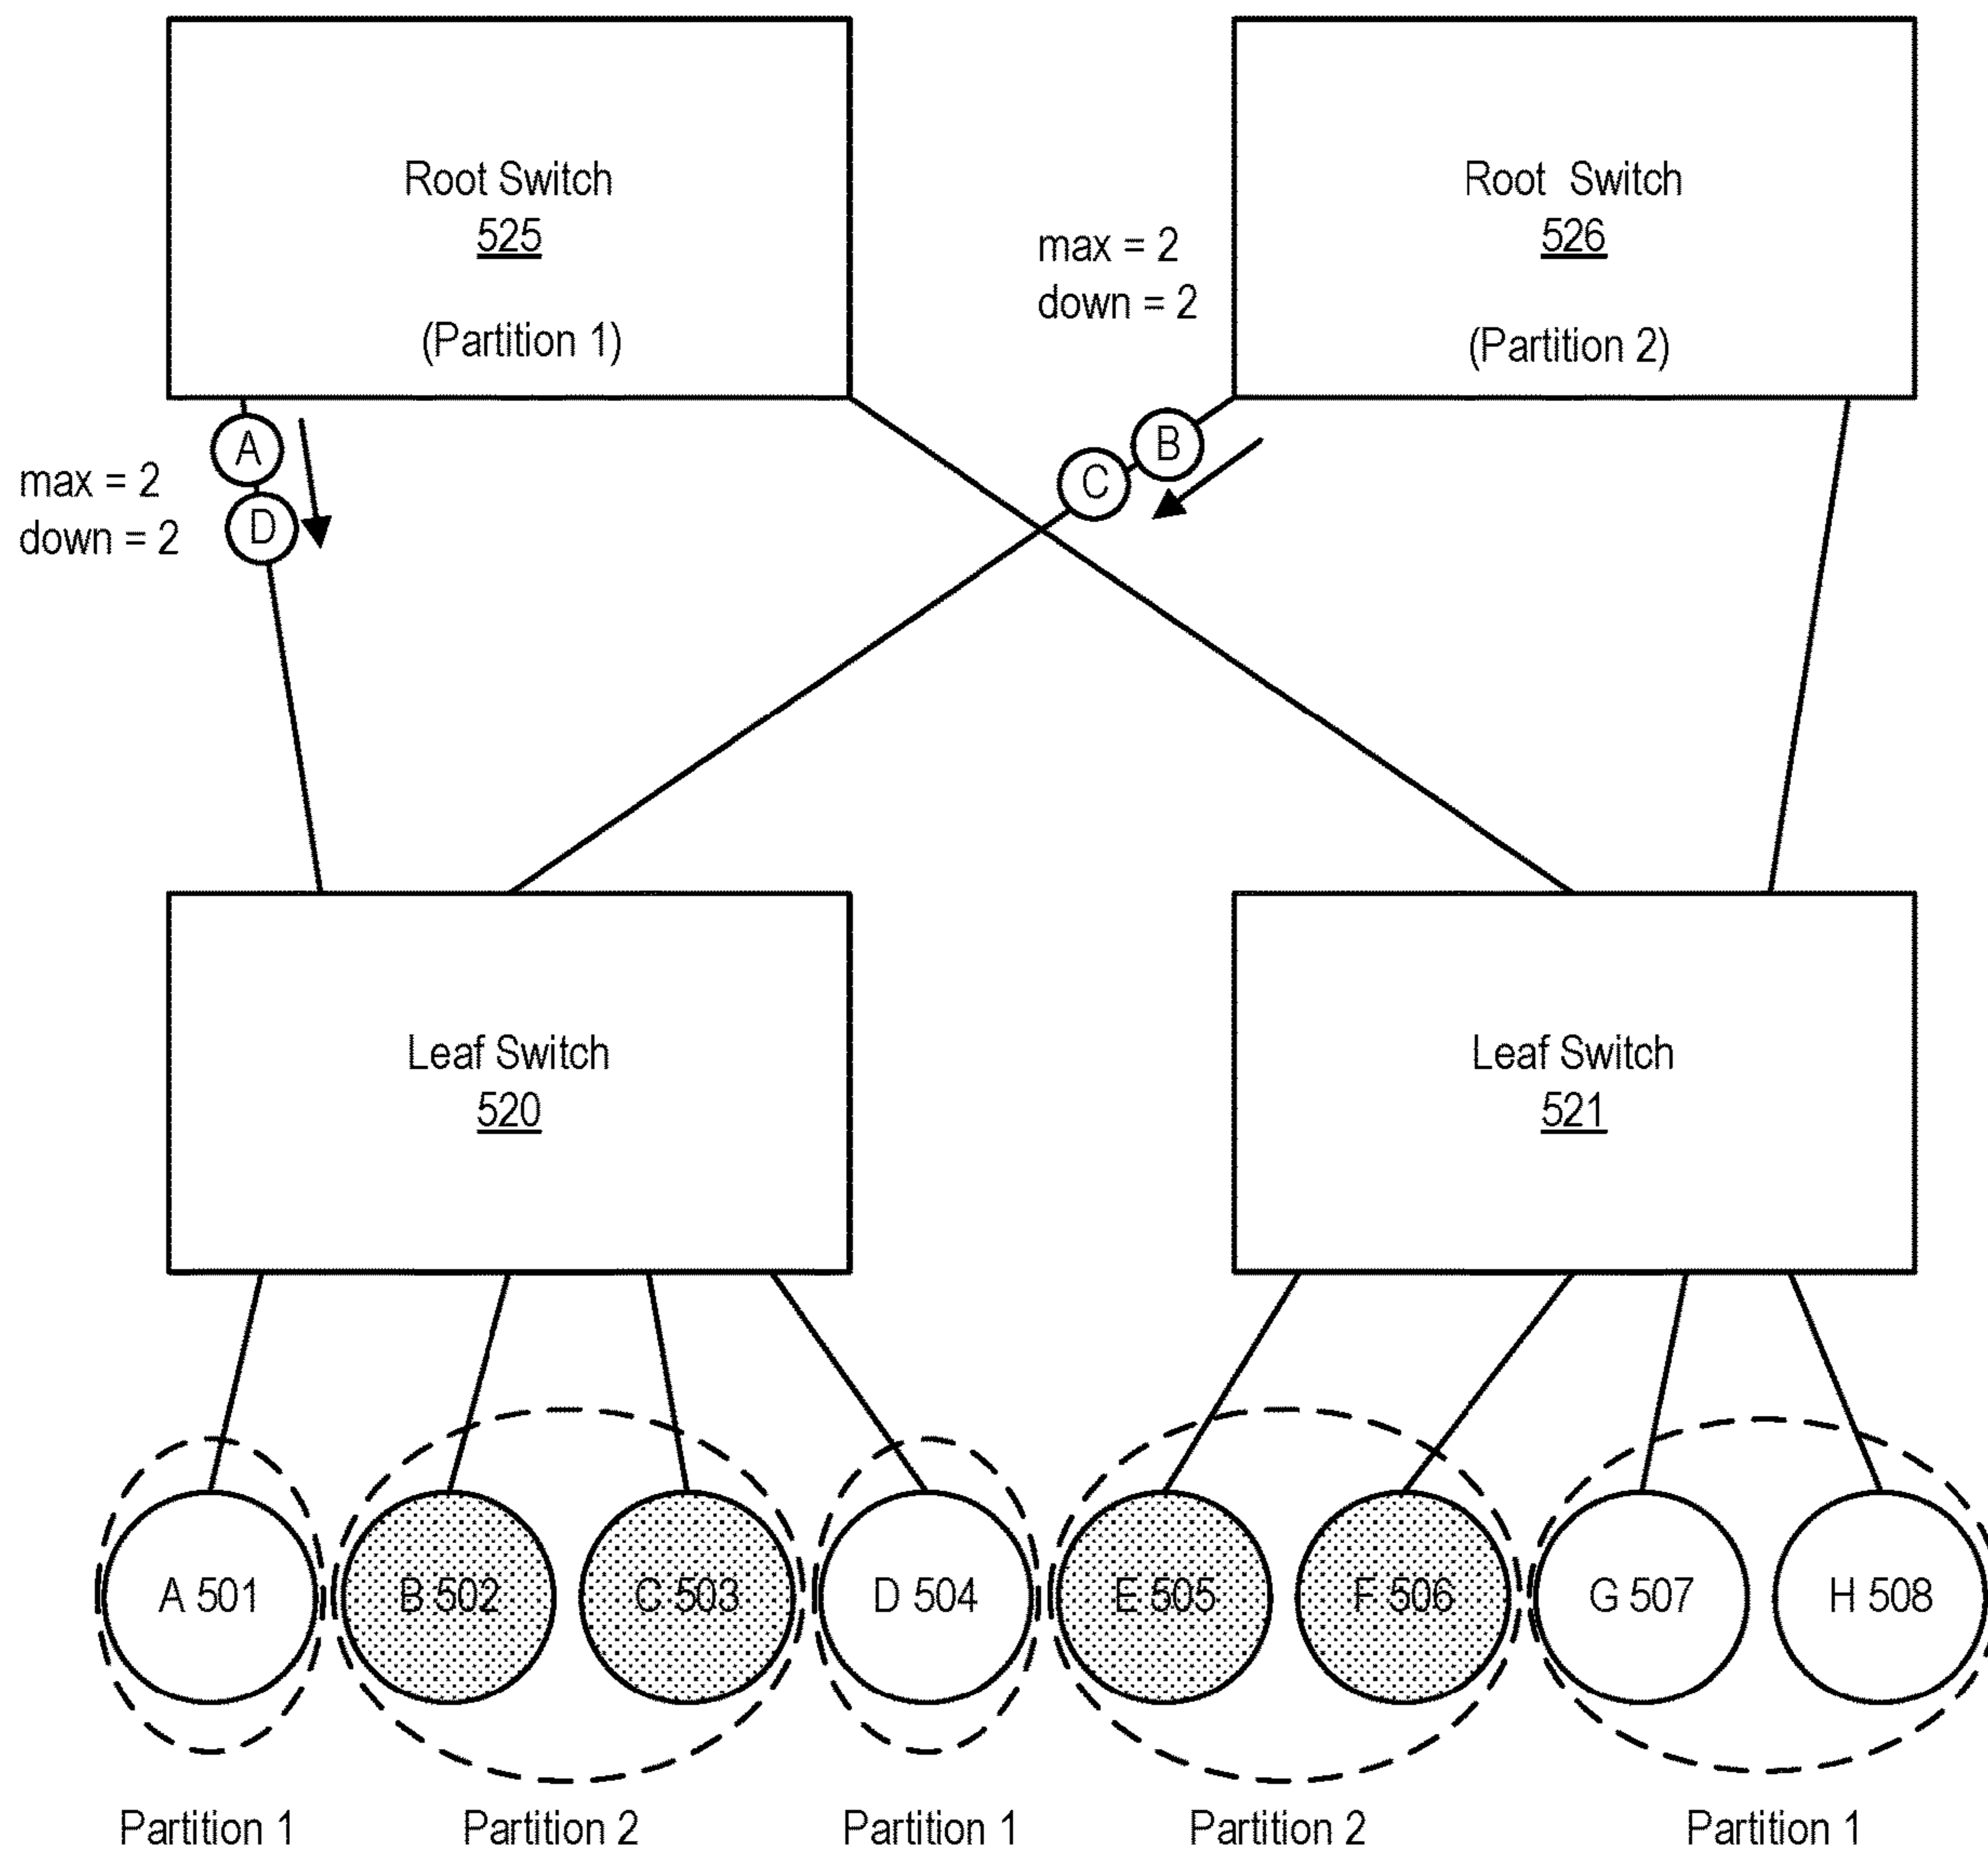 Root Switch
525
(Partition 1)
Root Switch
526
(Partition 2)
max = 2
down = 2
A
D
max = 2
down = 2
B
C
Leaf Switch
520
Leaf Switch
521
A 501
B 502
C 503
D 504
E 505
F 506
G 507
H 508
Partition 1
Partition 2
Partition 1
Partition 2
Partition 1